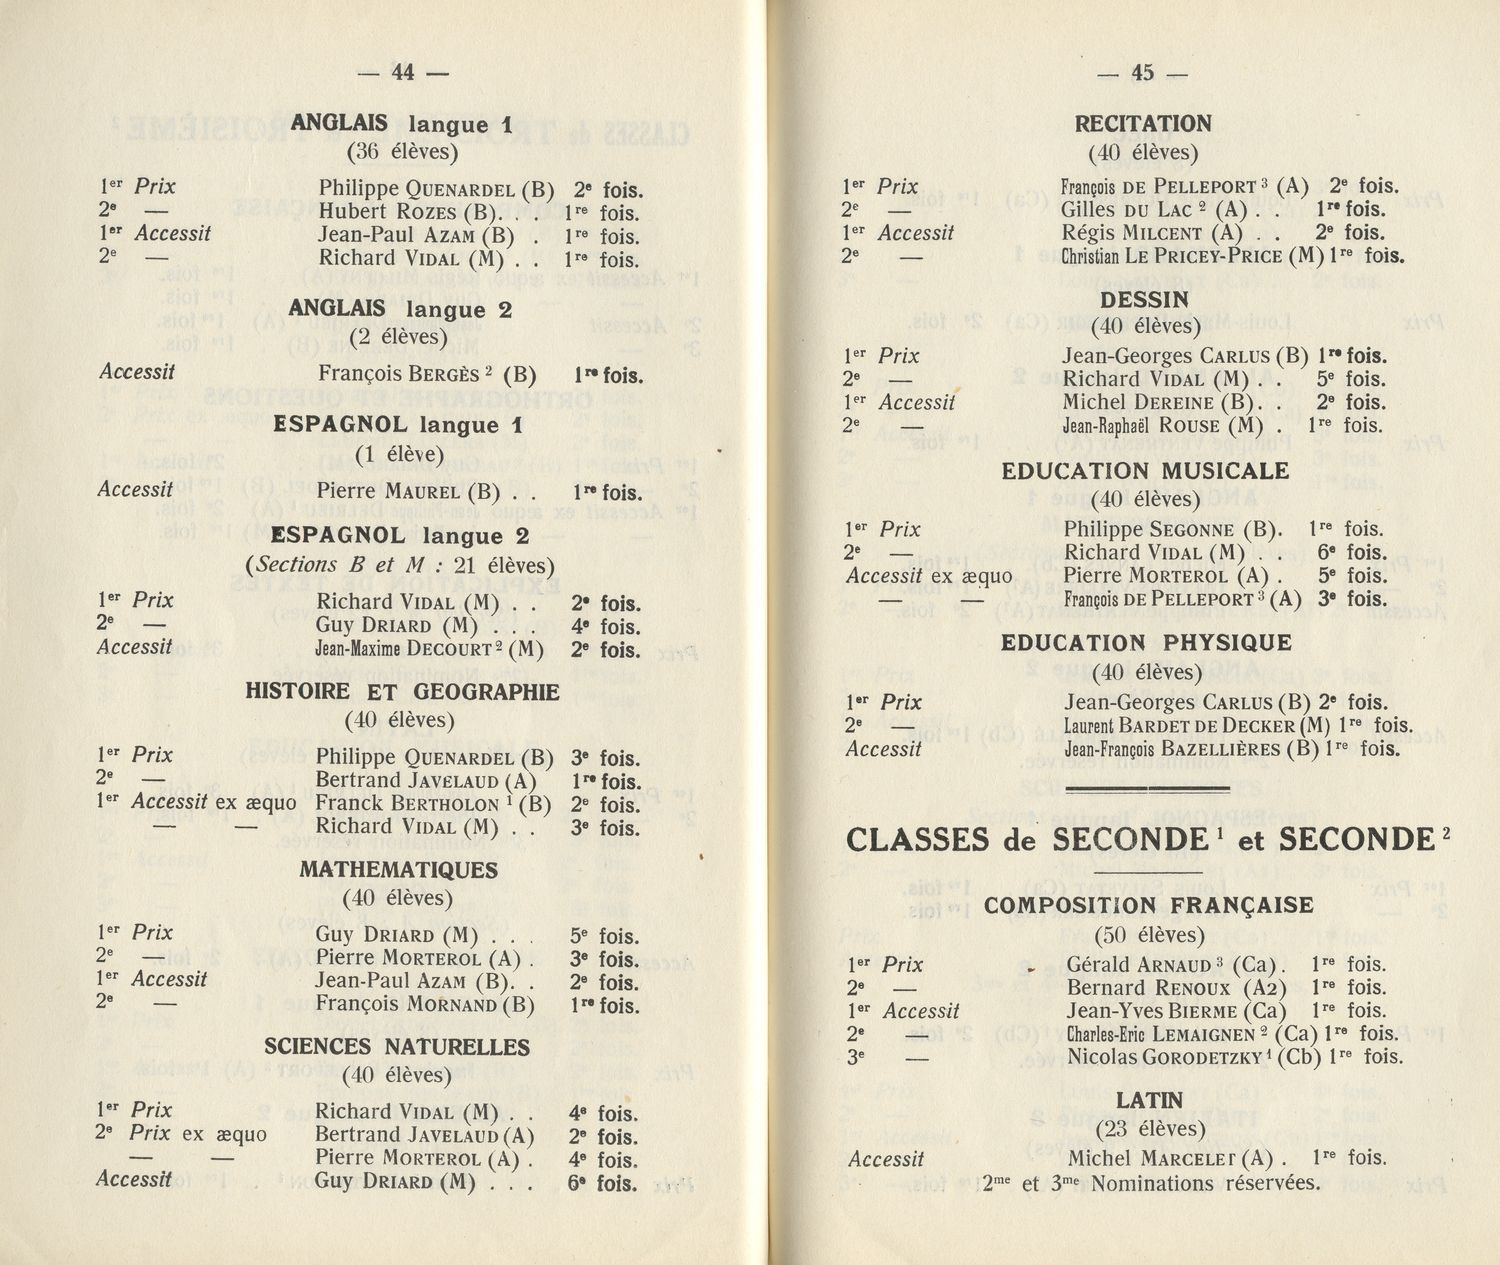 — 44 —
ANGLAIS langue 1
(36 élèves)
1er Prix Philippe QUENARDEL (B) 2e fois.
2e — Hubert ROZES (B). . . 1re fois.
1er Accessit Jean-Paul AZAM (B) . 1re fois.
2e — Richard VIDAL (M) . . 1re fois.
ANGLAIS langue 2
(2 élèves)
Accessit François BERGÈS 2 (B) 1re fois.
ESPAGNOL langue 1
(1 élève)
Accessit Pierre MAUREL (B) . . 1re fois.
ESPAGNOL langue 2
(Sections B et M : 21 élèves)
1er Prix Richard VIDAL (M) . . 2e fois.
2e — Guy DRIARD (M) . . . 4e fois.
Accessit Jean-Maxime DECOURT 2 (M) 2e fois.
HISTOIRE ET GEOGRAPHIE
(40 élèves)
1er Prix Philippe QUENARDEL (B) 3e fois.
2e — Bertrand JAVELAUD (A) 1re fois.
1er Accessit ex æquo Franck BERTHOLON 1 (B) 2e fois.
— — Richard VIDAL (M) . . 3e fois.
MATHEMATIQUES
(40 élèves)
1er Prix Guy DRIARD (M) . . . 5e fois.
2e — Pierre MORTEROL (A) . 3e fois.
1er Accessit Jean-Paul AZAM (B). . 2e fois.
2e — François MORNAND (B) 1re fois.
SCIENCES NATURELLES
(40 élèves)
1er Prix Richard VIDAL (M) . . 4e fois.
2e Prix ex æquo Bertrand JAVELAUD (A) 2e fois.
— — Pierre MORTEROL (A) . 4e fois.
Accessit Guy DRIARD (M) . . . 6e fois.
— 45 —
RECITATION
(40 élèves)
1er Prix François DE PELLEPORT 3 (A) 2e fois.
2e — Gilles DU LAC 2 (A) . . 1re fois.
1er Accessit Régis MILCENT (A) . . 2e fois.
2e — Christian LE PRICEY-PRICE (M) 1re fois.
DESSIN
(40 élèves)
1er Prix Jean-Georges CARLUS (B) 1re fois.
2e — Richard VIDAL (M) . . 5e fois.
1er Accessit Michel DEREINE (B). . 2e fois.
2e — Jean-Raphaël ROUSE (M) . 1re fois.
EDUCATION MUSICALE
(40 élèves)
1er Prix Philippe SEGONNE (B). 1re fois.
2e — Richard VIDAL (M) . . 6e fois.
Accessit ex æquo Pierre MORTEROL (A) . 5e fois.
— — François DE PELLEPORT 3 (A) 3e fois.
EDUCATION PHYSIQUE
(40 élèves)
1er Prix Jean-Georges CARLUS (B) 2e fois.
2e — Laurent BARDET DE DECKER (M) 1re fois.
Accessit Jean-François BAZELLIÈRES (B) 1re fois.
CLASSES de SECONDE 1 et SECONDE 2
COMPOSITION FRANÇAISE
(50 élèves)
1er Prix Gérald ARNAUD 3 (Ca). 1re fois.
2e — Bernard RENOUX (A2) 1re fois.
1er Accessit Jean-Yves BIERME (Ca) 1re fois.
2e — Charles-Eric LEMAIGNEN 2 (Ca) 1re fois.
3e — Nicolas GORODETZKY 1 (Cb) 1re fois.
LATIN
(23 élèves)
Accessit Michel MARCELET (A) . 1re fois.
2me et 3me Nominations réservées.